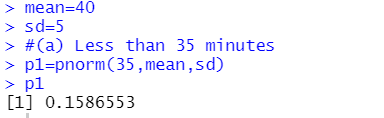 > mean=40
> sd=5
> #(a) Less than 35 minutes
> p1=pnorm(35,mean,sd)
> p1
[1] 0.1586553